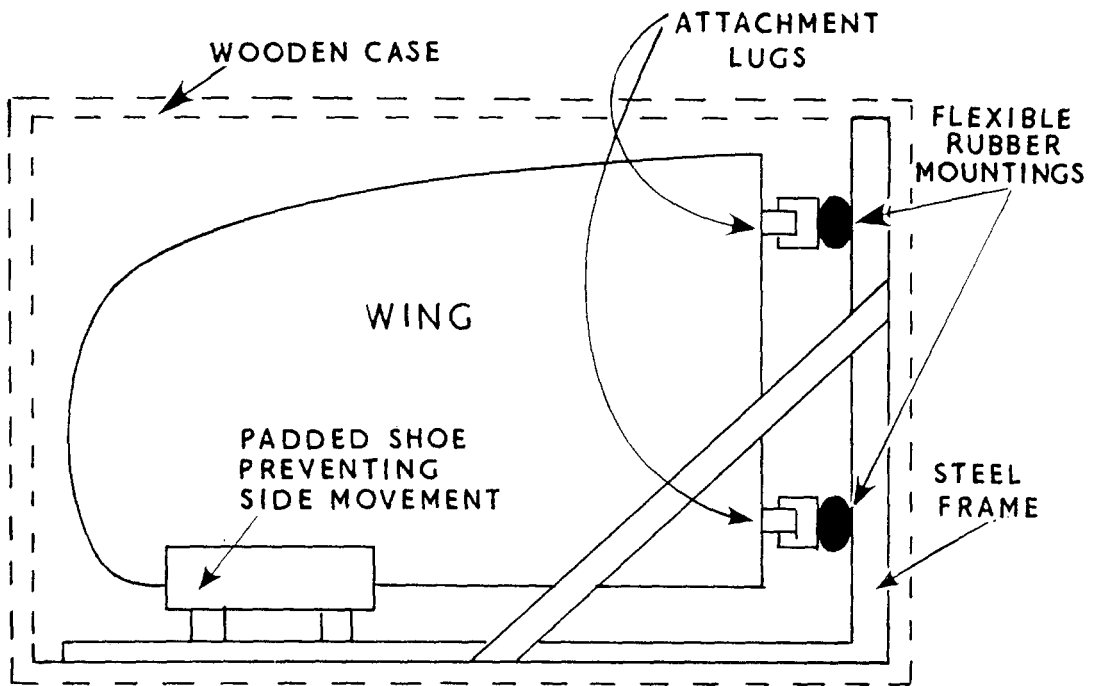 WOODEN CASE
ATTACHMENT
LUGS
FLEXIBLE
RUBBER
MOUNTINGS
WING
PADDED SHOE
PREVENTING
SIDE MOVEMENT
STEEL
FRAME